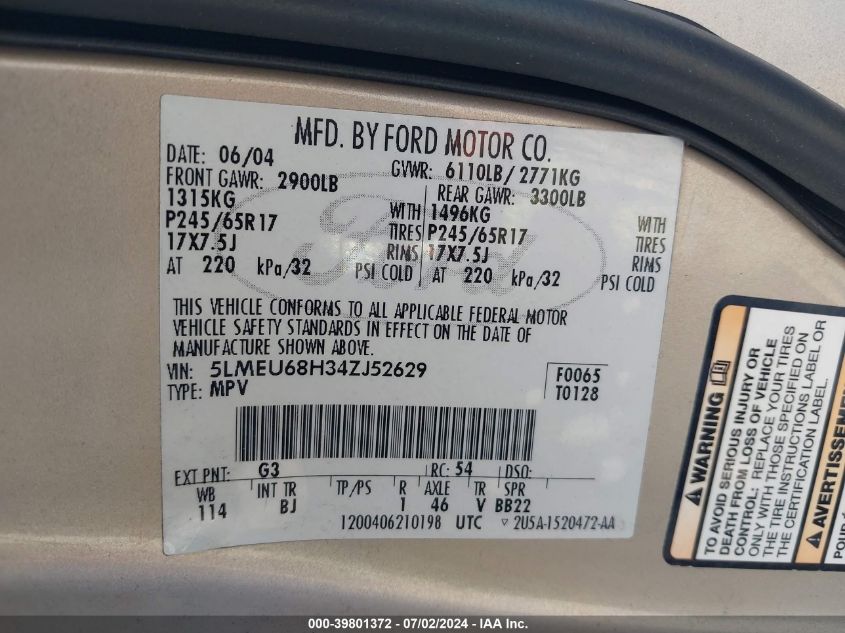 MFD. BY FORD MOTOR CO.
DATE: 06/04 GVWR: 6110LB/ 2771KG
FRONT GAWR: 2900LB REAR GAWR: 3300LB
1315KG WITH 1496KG WITH
P245/65R17 TIRES P245/65R17 TIRES
17X7.5J RIMS 17X7.5J RIMS
AT 220 kPa/32 PSI COLD AT 220 kPa/32 PSI COLD
Ford
THIS VEHICLE CONFORMS TO ALL APPLICABLE FEDERAL MOTOR
VEHICLE SAFETY STANDARDS IN EFFECT ON THE DATE OF
MANUFACTURE SHOWN ABOVE.
VIN: 5LMEU68H34ZJ52629 F0065
TYPE: MPV T0128
EXT PNT: G3 RC: 54 DSO:
WB INT TR TP/PS R AXLE TR SPR
114 BJ 1 46 V BB22
1200406210198 UTC ▽ 2U5A-1520472-AA
WARNING
TO AVOID SERIOUS INJURY OR
DEATH FROM LOSS OF VEHICLE
CONTROL: REPLACE YOUR TIRES
ONLY WITH THOSE SPECIFIED ON
THE TIRE INSTRUCTIONS LABEL OR
THE CERTIFICATION LABEL
AVERTISSEMENT
000-39801372 - 07/02/2024 - IAA Inc.